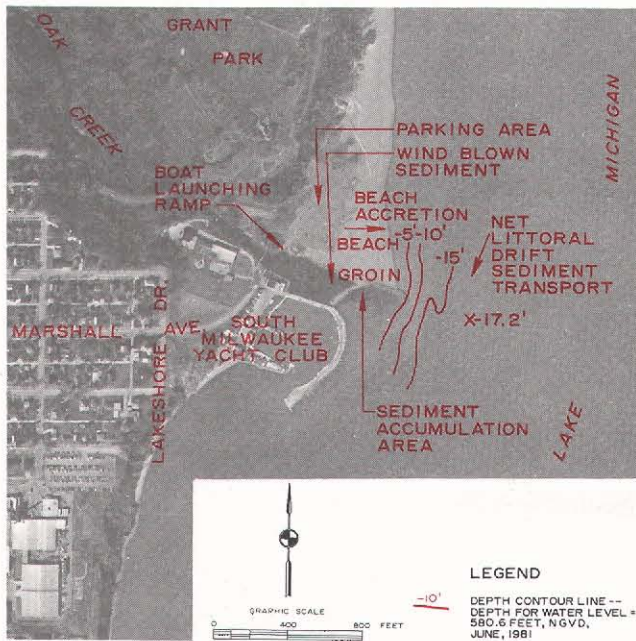 GRANT
PARK
OAK
CREEK
MICHIGAN
PARKING AREA
WIND BLOWN
SEDIMENT
BOAT
LAUNCHING
RAMP
BEACH
ACCRETION
-5'-10'
BEACH
-15'
NET
LITTORAL
DRIFT
SEDIMENT
TRANSPORT
GROIN
X-17.2'
MARSHALL AVE.
LAKESHORE DR.
SOUTH
MILWAUKEE
YACHT CLUB
SEDIMENT
ACCUMULATION
AREA
LAKE
LEGEND
-10'
DEPTH CONTOUR LINE --
DEPTH FOR WATER LEVEL =
580.6 FEET, NGVD,
JUNE, 1981
GRAPHIC SCALE
0 400 800 FEET